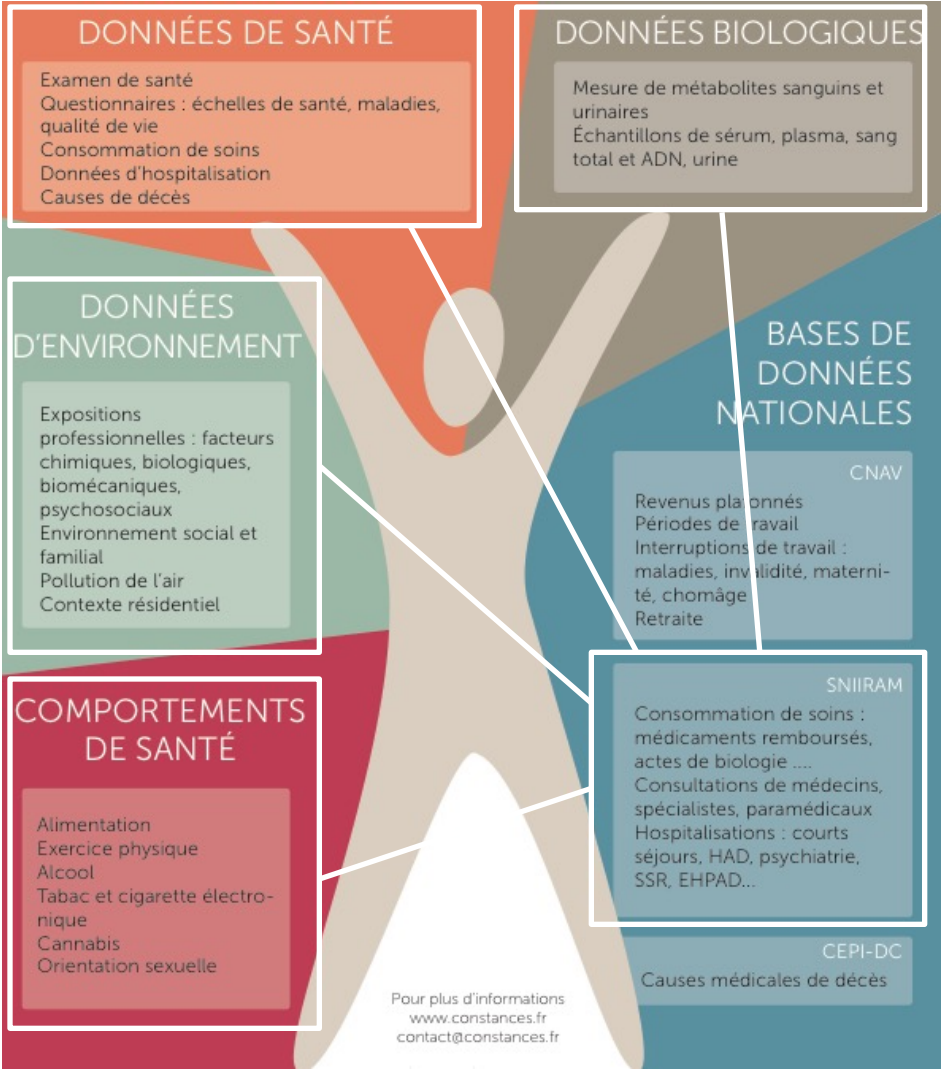 DONNÉES DE SANTÉ
Examen de santé
Questionnaires : échelles de santé, maladies,
qualité de vie
Consommation de soins
Données d'hospitalisation
Causes de décès
DONNÉES BIOLOGIQUES
Mesure de métabolites sanguins et
urinaires
Échantillons de sérum, plasma, sang
total et ADN, urine
DONNÉES
D'ENVIRONNEMENT
Expositions
professionnelles : facteurs
chimiques, biologiques,
biomécaniques,
psychosociaux
Environnement social et
familial
Pollution de l'air
Contexte résidentiel
BASES DE
DONNÉES
NATIONALES
CNAV
Revenus plafonnés
Périodes de travail
Interruptions de travail :
maladies, invalidité, materni-
té, chomâge
Retraite
SNIIRAM
Consommation de soins :
médicaments remboursés,
actes de biologie ....
Consultations de médecins,
spécialistes, paramédicaux
Hospitalisations : courts
séjours, HAD, psychiatrie,
SSR, EHPAD...
CEPI-DC
Causes médicales de décès
COMPORTEMENTS
DE SANTÉ
Alimentation
Exercice physique
Alcool
Tabac et cigarette électro-
nique
Cannabis
Orientation sexuelle
Pour plus d'informations
www.constances.fr
contact@constances.fr